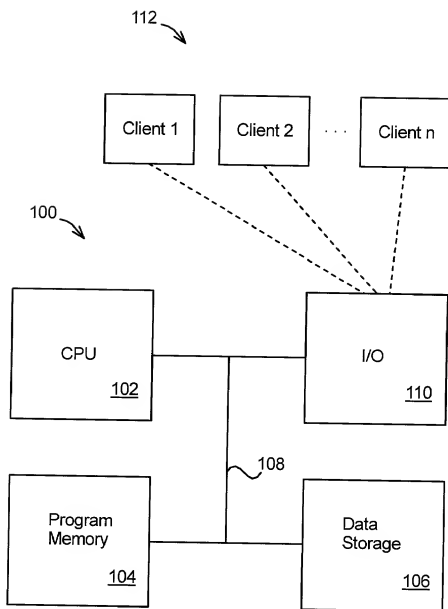 112
Client 1
Client 2
. . .
Client n
100
CPU
102
I/O
110
108
Program
Memory
104
Data
Storage
106